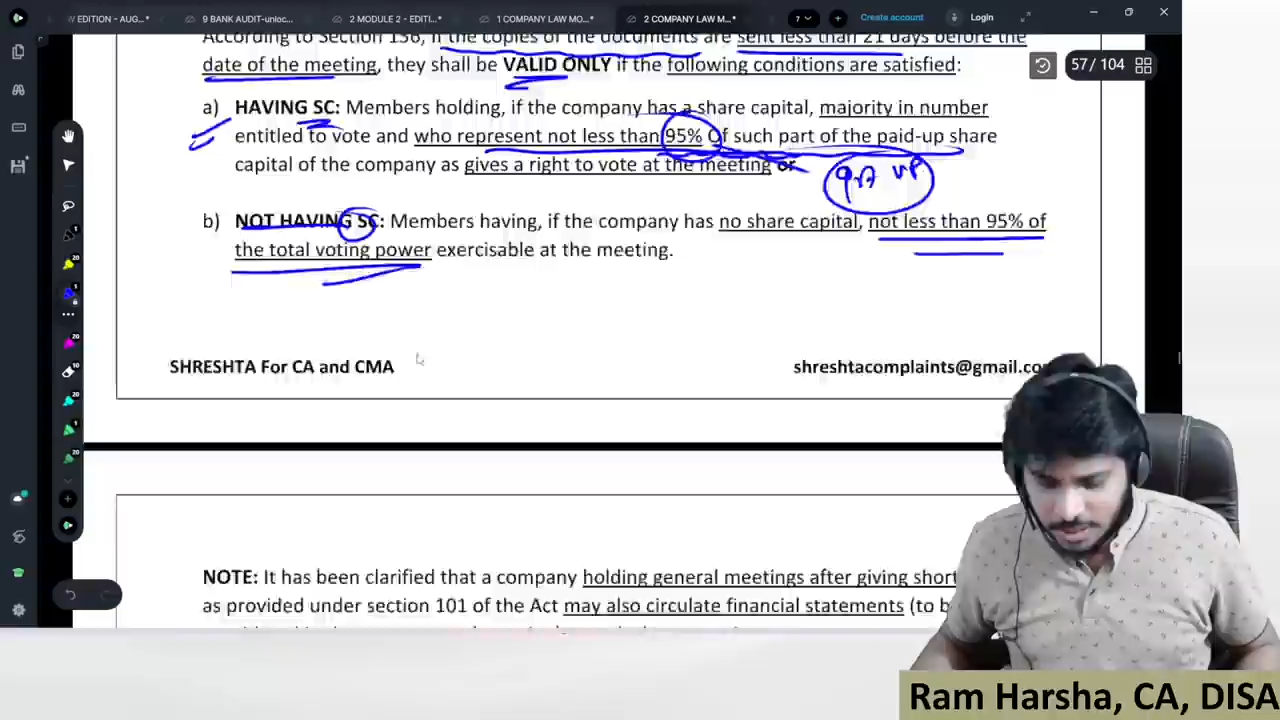 W EDITION - AUG...*
9 BANK AUDIT-unloc...
2 MODULE 2 - EDITI...*
1 COMPANY LAW MO...*
2 COMPANY LAW M...*
7
Create account
Login
57 / 104
According to Section 136, if the copies of the documents are sent less than 21 days before the
date of the meeting, they shall be VALID ONLY if the following conditions are satisfied:
a) HAVING SC: Members holding, if the company has a share capital, majority in number
entitled to vote and who represent not less than 95% Of such part of the paid-up share
capital of the company as gives a right to vote at the meeting or
b) NOT HAVING SC: Members having, if the company has no share capital, not less than 95% of
the total voting power exercisable at the meeting.
SHRESHTA For CA and CMA
shreshtacomplaints@gmail.co
NOTE: It has been clarified that a company holding general meetings after giving short
as provided under section 101 of the Act may also circulate financial statements (to b
Ram Harsha, CA, DISA